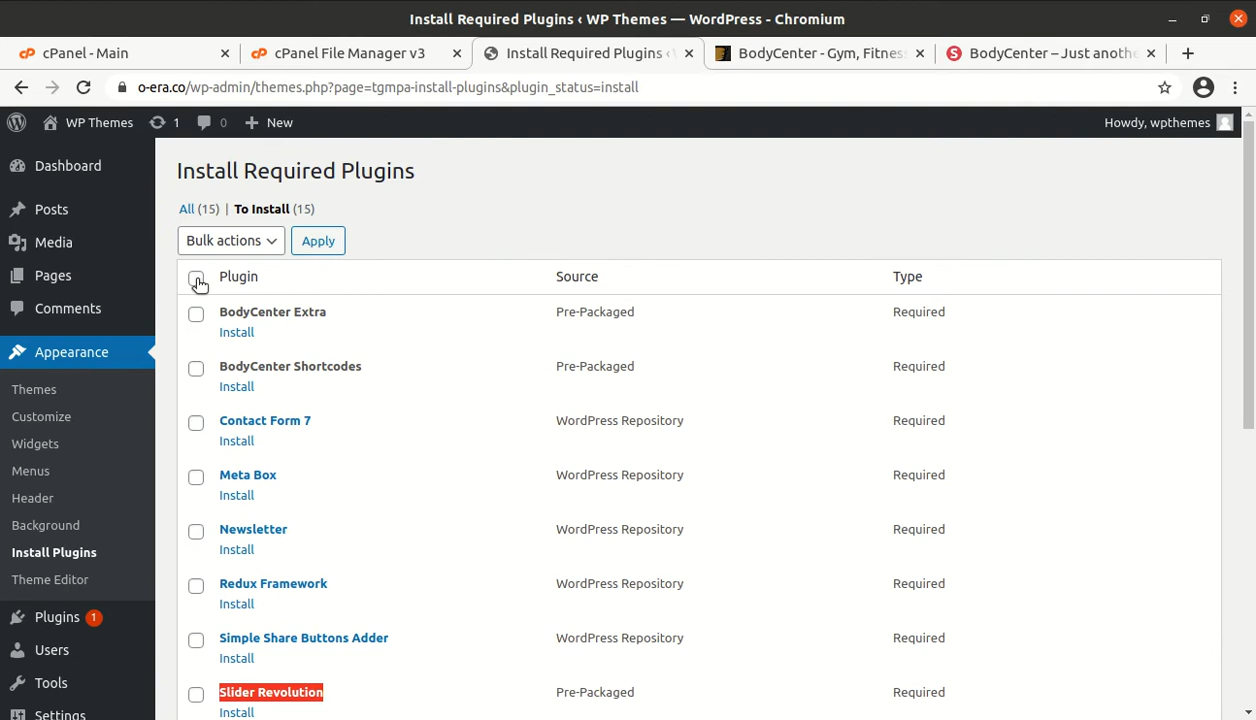 Install Required Plugins ‹ WP Themes — WordPress - Chromium
cPanel - Main
cPanel File Manager v3
Install Required Plugins ‹
BodyCenter - Gym, Fitness
BodyCenter – Just anoth
o-era.co/wp-admin/themes.php?page=tgmpa-install-plugins&plugin_status=install
WP Themes 1 0 New
Howdy, wpthemes
Dashboard
Posts
Media
Pages
Comments
Appearance
Themes
Customize
Widgets
Menus
Header
Background
Install Plugins
Theme Editor
Plugins 1
Users
Tools
Settings
Install Required Plugins
All (15) | To Install (15)
Bulk actions Apply
Plugin Source Type
BodyCenter Extra Pre-Packaged Required
Install
BodyCenter Shortcodes Pre-Packaged Required
Install
Contact Form 7 WordPress Repository Required
Install
Meta Box WordPress Repository Required
Install
Newsletter WordPress Repository Required
Install
Redux Framework WordPress Repository Required
Install
Simple Share Buttons Adder WordPress Repository Required
Install
Slider Revolution Pre-Packaged Required
Install